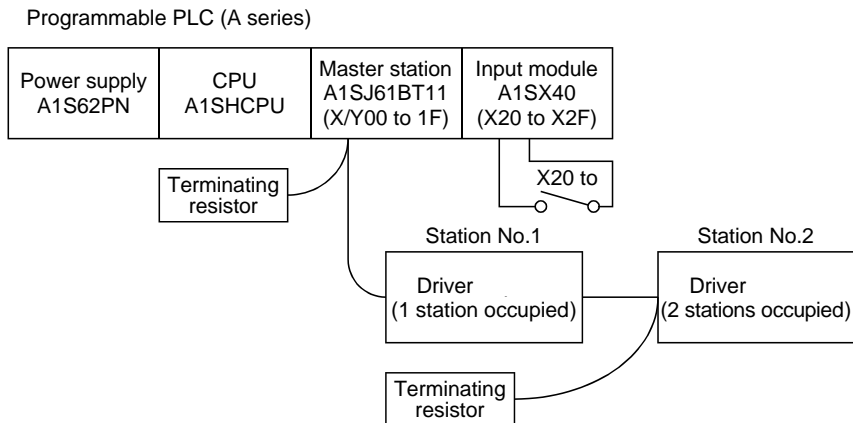 Programmable PLC (A series)
Power supply
A1S62PN
CPU
A1SHCPU
Master station
A1SJ61BT11
(X/Y00 to 1F)
Input module
A1SX40
(X20 to X2F)
Terminating
resistor
X20 to
Station No.1
Driver
(1 station occupied)
Station No.2
Driver
(2 stations occupied)
Terminating
resistor